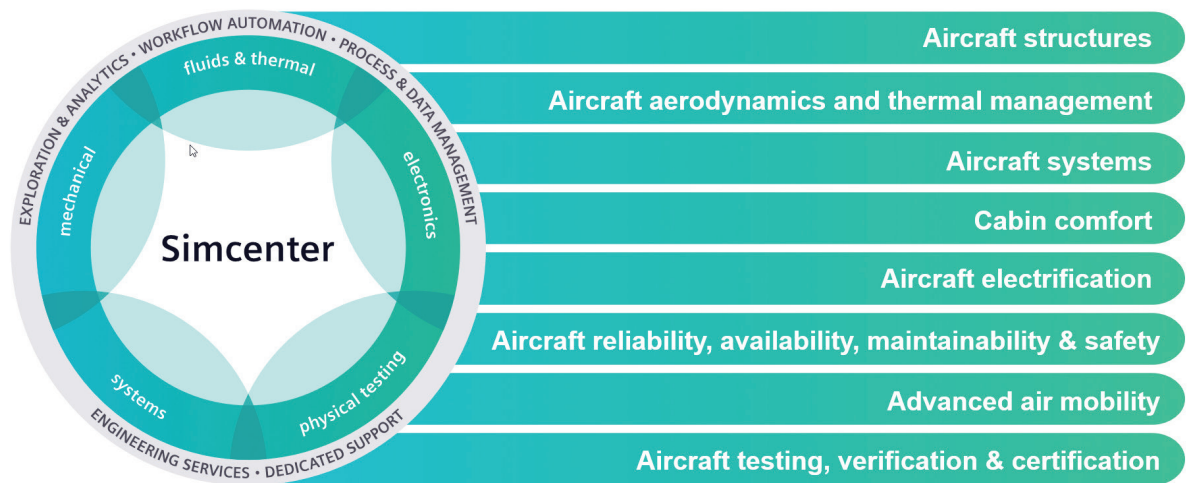 EXPLORATION & ANALYTICS • WORKFLOW AUTOMATION • PROCESS & DATA MANAGEMENT
fluids & thermal
mechanical
electronics
Simcenter
systems
physical testing
ENGINEERING SERVICES • DEDICATED SUPPORT
Aircraft structures
Aircraft aerodynamics and thermal management
Aircraft systems
Cabin comfort
Aircraft electrification
Aircraft reliability, availability, maintainability & safety
Advanced air mobility
Aircraft testing, verification & certification